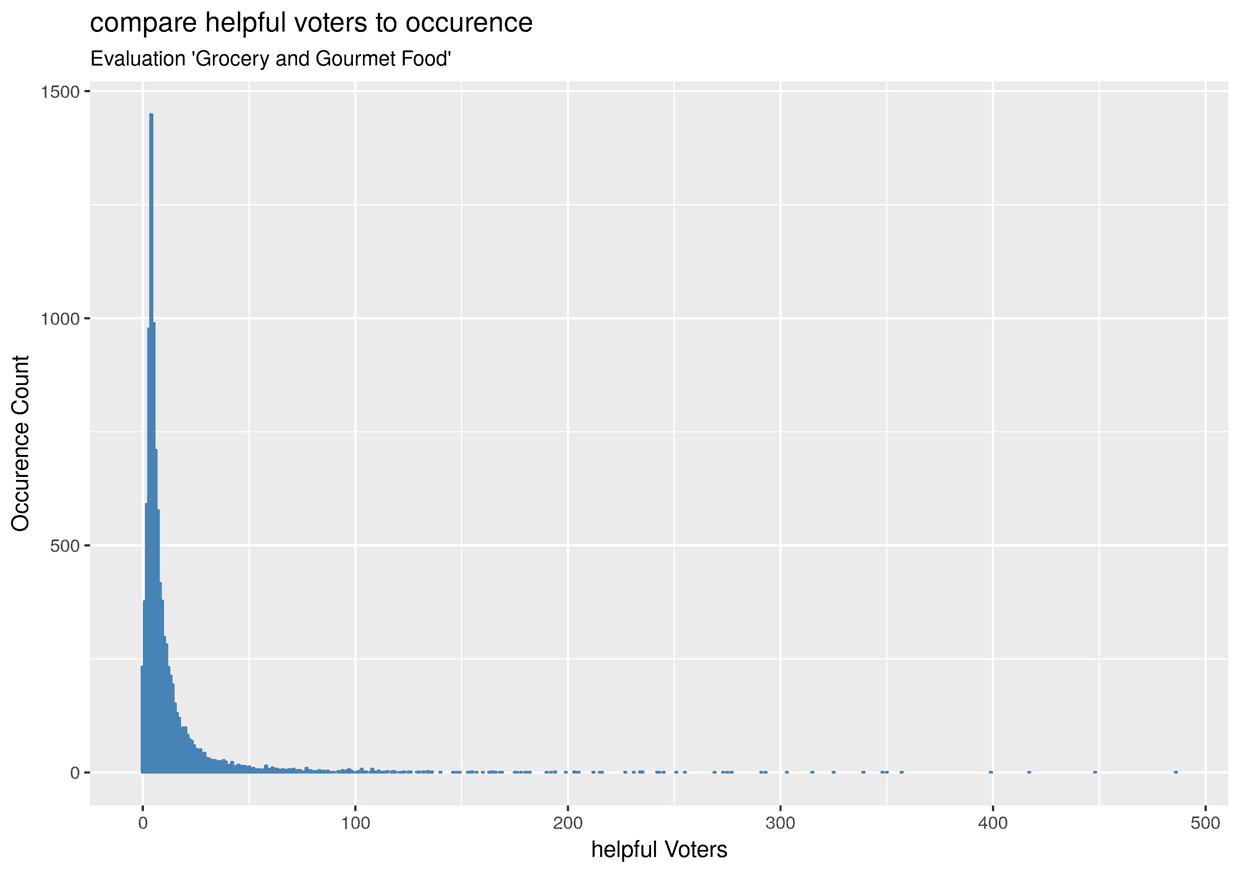 compare helpful voters to occurence
Evaluation 'Grocery and Gourmet Food'
1500
1000
500
0
Occurence Count
0 100 200 300 400 500
helpful Voters